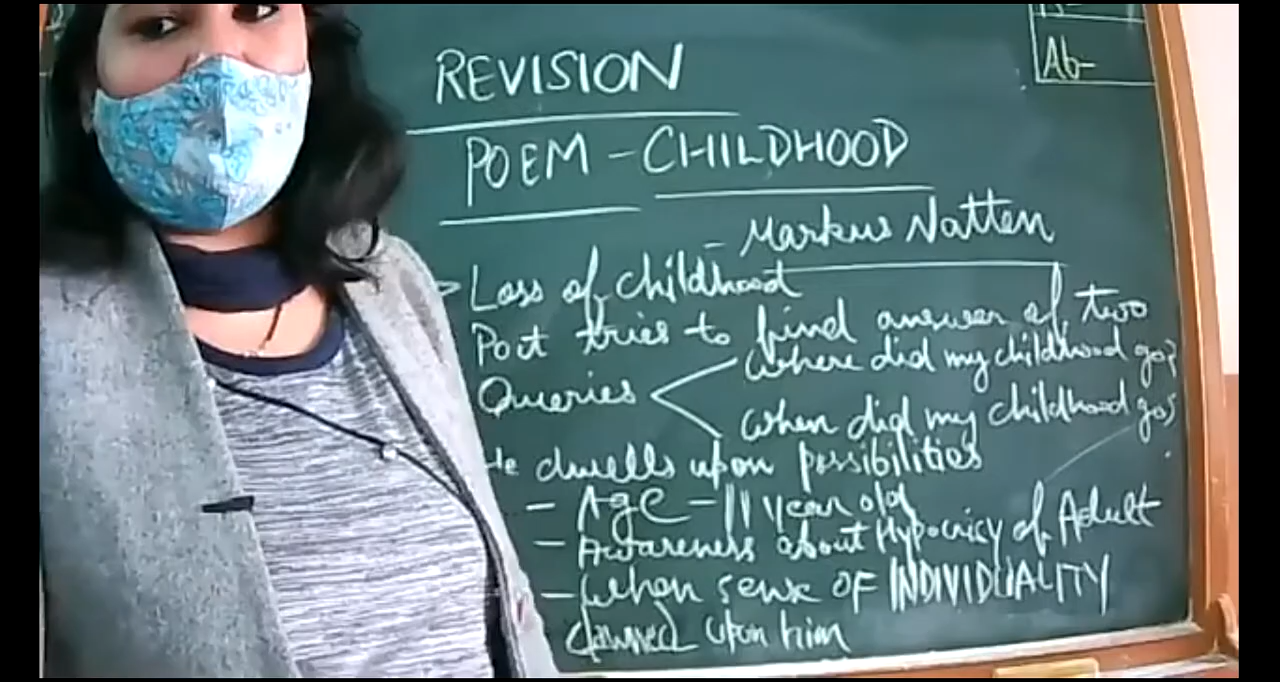 REVISION
POEM - CHILDHOOD
- Markus Natten
Loss of childhood
Poet tries to find answer of two
Queries
Where did my childhood go?
When did my childhood go?
He dwells upon possibilities
- Age - 11 year old
- Awareness about Hypocricy of Adult
- When sense OF INDIVIDUALITY
dawned upon him
Ab-